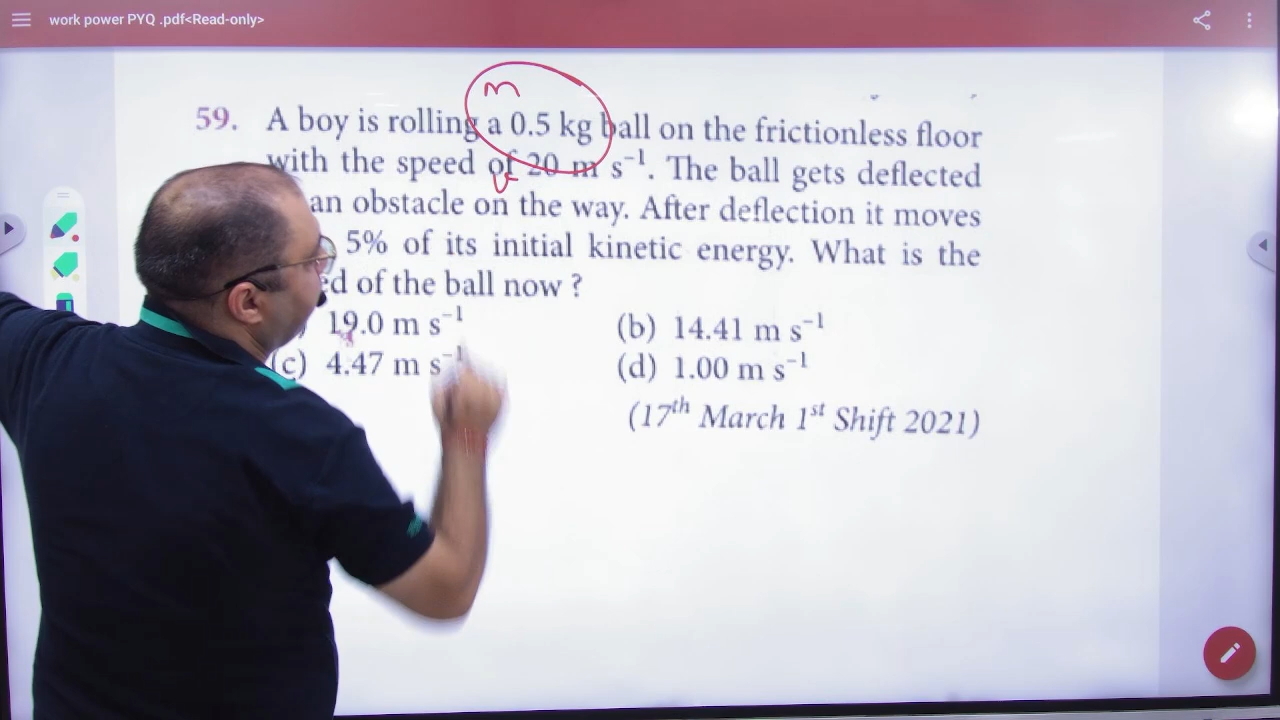 work power PYQ .pdf<Read-only>
m
59. A boy is rolling a 0.5 kg ball on the frictionless floor
with the speed of 20 m s⁻¹. The ball gets deflected
an obstacle on the way. After deflection it moves
5% of its initial kinetic energy. What is the
of the ball now ?
19.0 m s⁻¹ (b) 14.41 m s⁻¹
(c) 4.47 m s⁻¹ (d) 1.00 m s⁻¹
(17th March 1st Shift 2021)